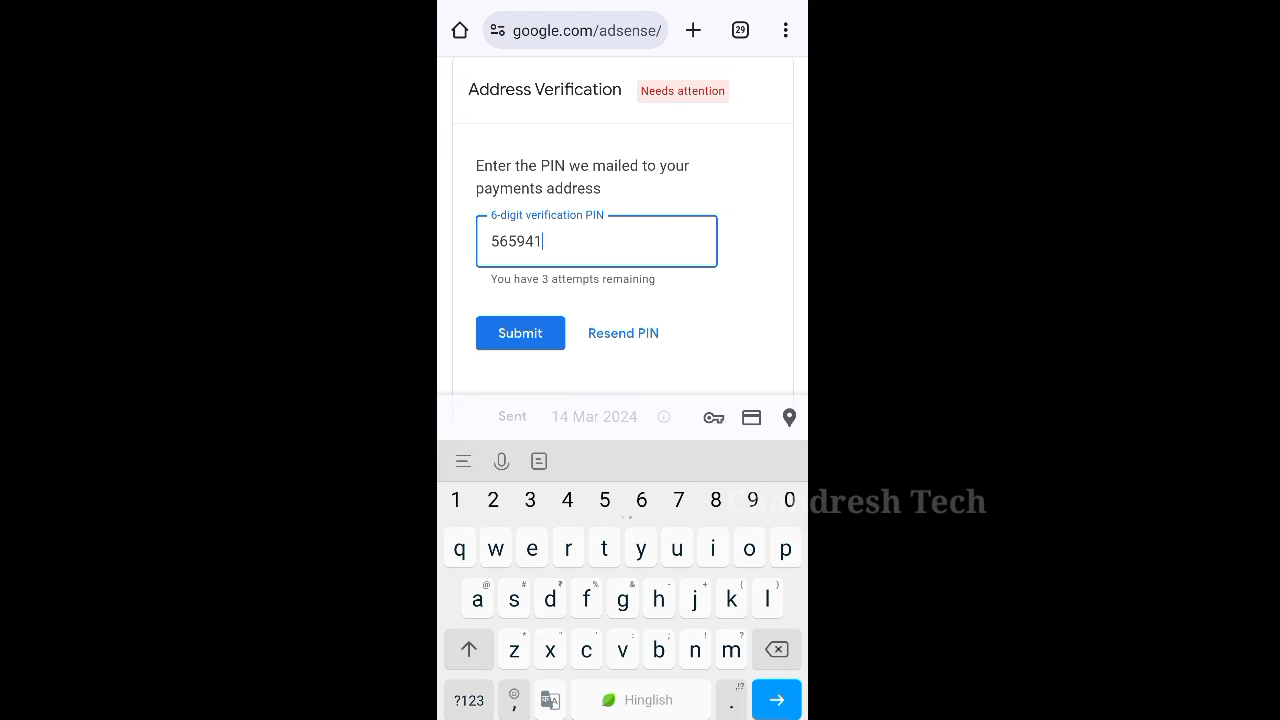 google.com/adsense/
29
Address Verification
Needs attention
Enter the PIN we mailed to your
payments address
6-digit verification PIN
565941
You have 3 attempts remaining
Submit
Resend PIN
Sent
14 Mar 2024
1 2 3 4 5 6 7 8 9 0
dresh Tech
q w e r t y u i o p
@ # ₹ % & - + ( )
a s d f g h j k l
* " ' : ; ! ?
z x c v b n m
?123 , Hinglish . ,!?